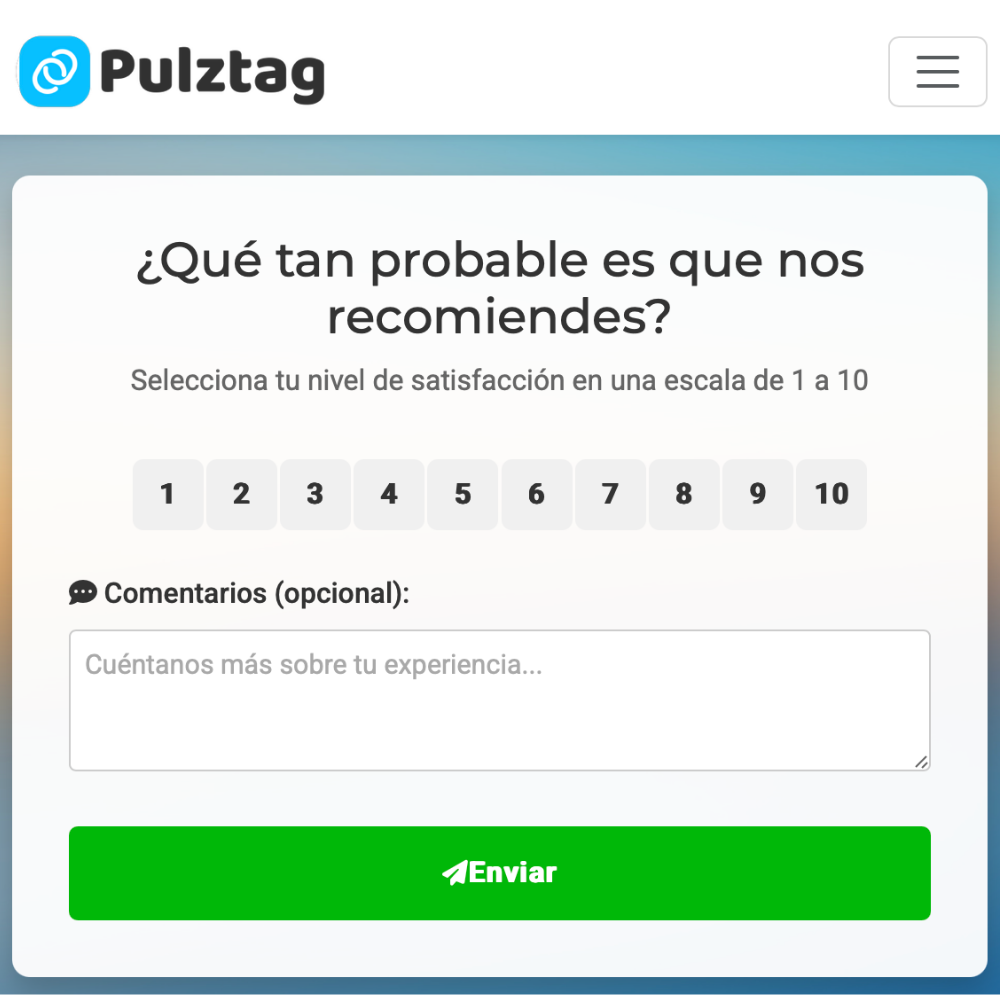 Pulztag
¿Qué tan probable es que nos
recomiendes?
Selecciona tu nivel de satisfacción en una escala de 1 a 10
1 2 3 4 5 6 7 8 9 10
Comentarios (opcional):
Cuéntanos más sobre tu experiencia...
Enviar